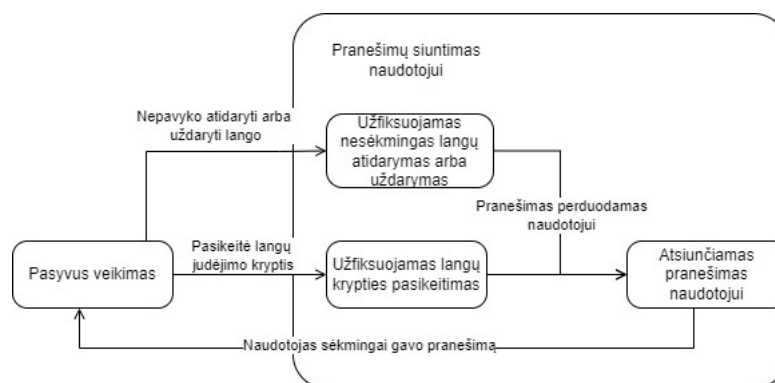 Pranešimų siuntimas
naudotojui
Nepavyko atidaryti arba
uždaryti lango
Užfiksuojamas
nesėkmingas langų
atidarymas arba
uždarymas
Pranešimas perduodamas
naudotojui
Pasikeitė langų
judėjimo kryptis
Pasyvus veikimas
Užfiksuojamas langų
krypties pasikeitimas
Atsiunčiamas
pranešimas
naudotojui
Naudotojas sėkmingai gavo pranešimą